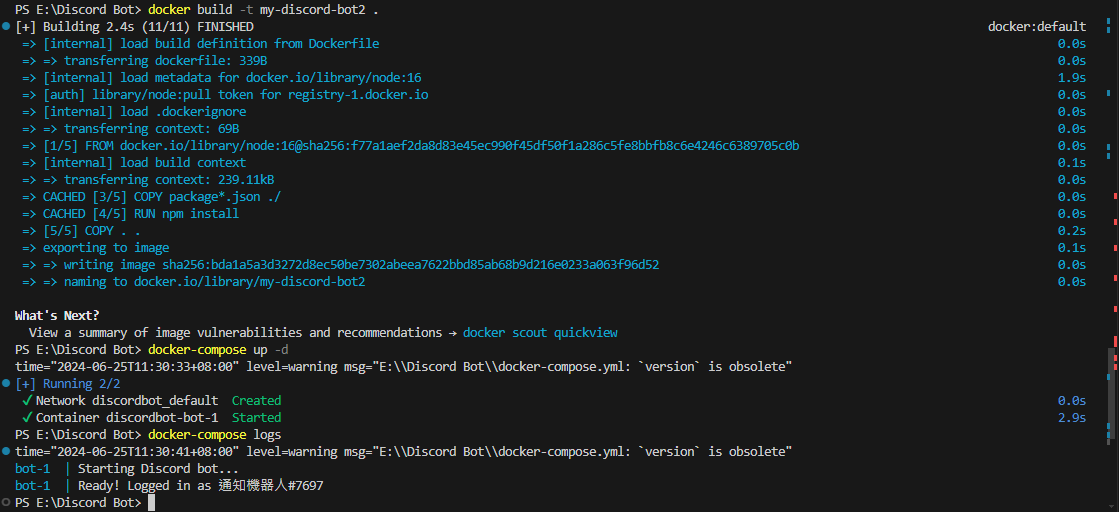 PS E:\Discord Bot> docker build -t my-discord-bot2 .
[+] Building 2.4s (11/11) FINISHED docker:default
=> [internal] load build definition from Dockerfile 0.0s
=> => transferring dockerfile: 339B 0.0s
=> [internal] load metadata for docker.io/library/node:16 1.9s
=> [auth] library/node:pull token for registry-1.docker.io 0.0s
=> [internal] load .dockerignore 0.0s
=> => transferring context: 69B 0.0s
=> [1/5] FROM docker.io/library/node:16@sha256:f77a1aef2da8d83e45ec990f45df50f1a286c5fe8bbfb8c6e4246c6389705c0b 0.0s
=> [internal] load build context 0.1s
=> => transferring context: 239.11kB 0.0s
=> CACHED [3/5] COPY package*.json ./ 0.0s
=> CACHED [4/5] RUN npm install 0.0s
=> [5/5] COPY . . 0.2s
=> exporting to image 0.1s
=> => writing image sha256:bda1a5a3d3272d8ec50be7302abeea7622bbd85ab68b9d216e0233a063f96d52 0.0s
=> => naming to docker.io/library/my-discord-bot2 0.0s
What's Next?
View a summary of image vulnerabilities and recommendations → docker scout quickview
PS E:\Discord Bot> docker-compose up -d
time="2024-06-25T11:30:33+08:00" level=warning msg="E:\\Discord Bot\\docker-compose.yml: `version` is obsolete"
[+] Running 2/2
✓ Network discordbot_default Created 0.0s
✓ Container discordbot-bot-1 Started 2.9s
PS E:\Discord Bot> docker-compose logs
time="2024-06-25T11:30:41+08:00" level=warning msg="E:\\Discord Bot\\docker-compose.yml: `version` is obsolete"
bot-1 | Starting Discord bot...
bot-1 | Ready! Logged in as 通知機器人#7697
PS E:\Discord Bot>